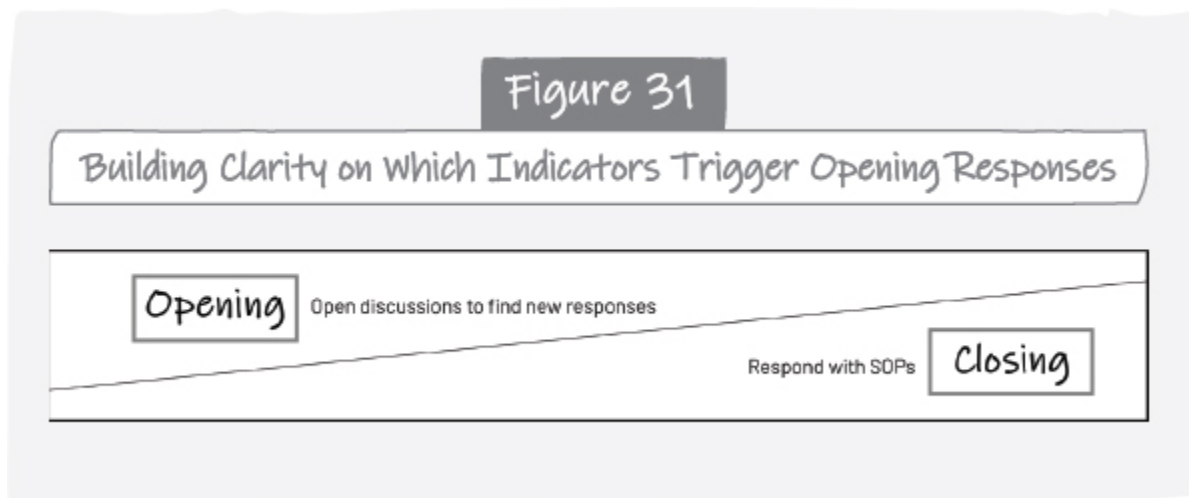 Figure 31
Building Clarity on Which Indicators Trigger Opening Responses
Opening
Open discussions to find new responses
Respond with SOPs
Closing